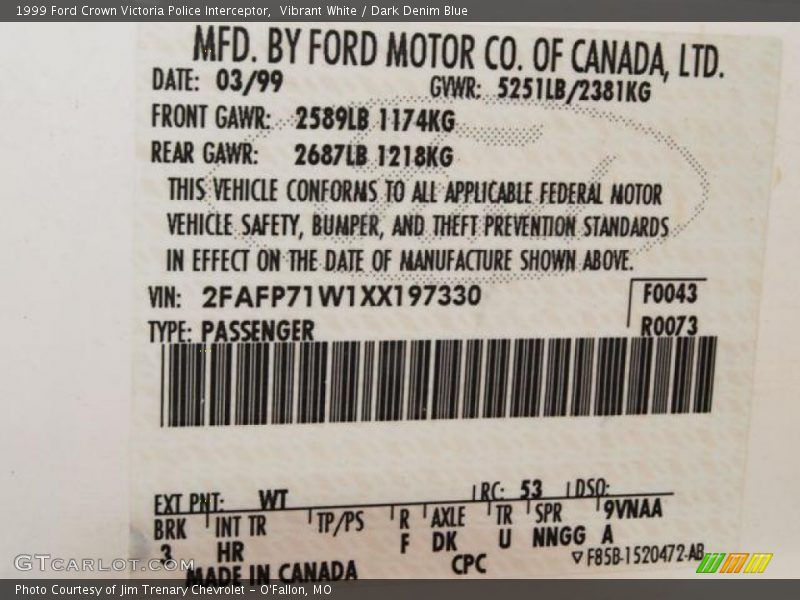 1999 Ford Crown Victoria Police Interceptor,  Vibrant White / Dark Denim Blue
MFD. BY FORD MOTOR CO. OF CANADA, LTD.
DATE: 03/99 GVWR: 5251LB/2381KG
FRONT GAWR: 2589LB 1174KG
REAR GAWR: 2687LB 1218KG
THIS VEHICLE CONFORMS TO ALL APPLICABLE FEDERAL MOTOR
VEHICLE SAFETY, BUMPER, AND THEFT PREVENTION STANDARDS
IN EFFECT ON THE DATE OF MANUFACTURE SHOWN ABOVE.
VIN: 2FAFP71W1XX197330 F0043
TYPE: PASSENGER R0073
EXT PNT: WT RC: 53 DSO:
BRK INT TR TP/PS R AXLE TR SPR 9VNAA
3 HR F DK U NNGG A
MADE IN CANADA CPC ▽ F85B-1520472-AB
GTCARLOT.COM
Photo Courtesy of Jim Trenary Chevrolet - O'Fallon, MO